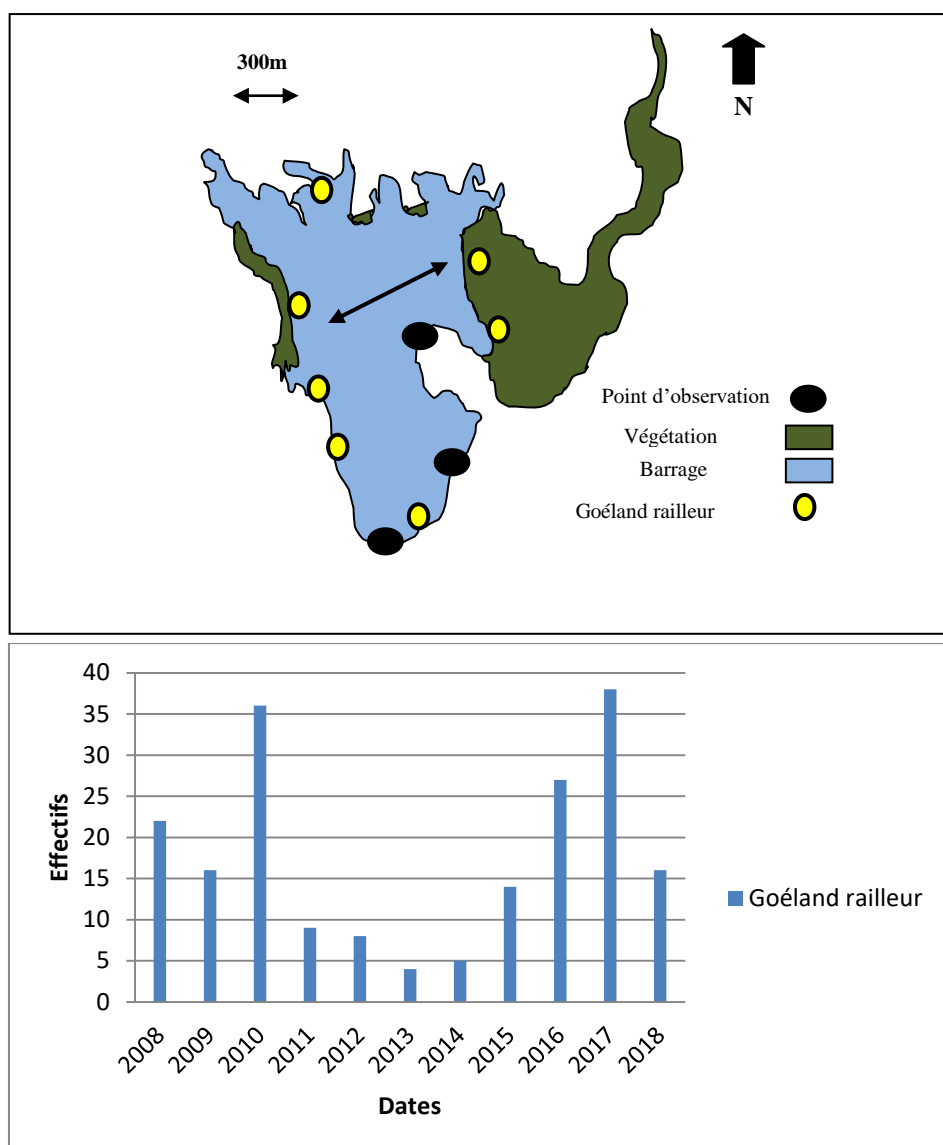 300m
N
Point d'observation
Végétation
Barrage
Goéland railleur
40
35
30
25
20
15
10
5
0
Effectifs
2008 2009 2010 2011 2012 2013 2014 2015 2016 2017 2018
Dates
Goéland railleur